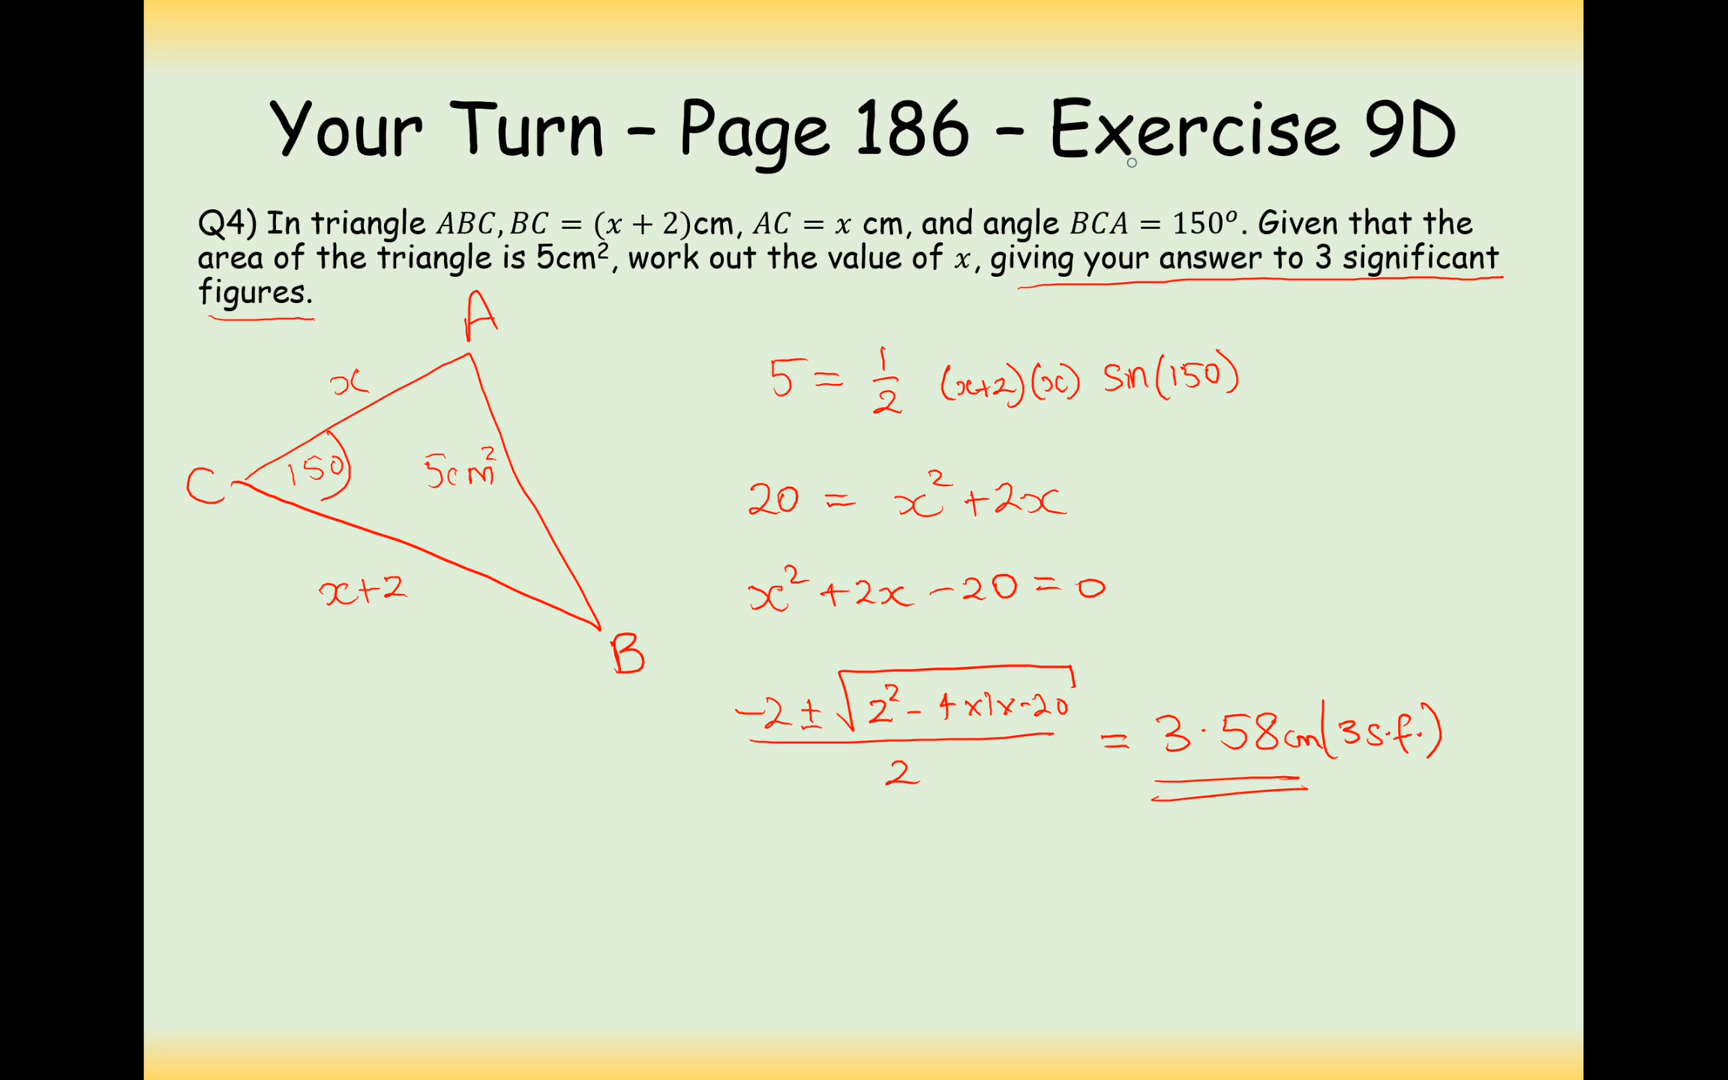 Your Turn – Page 186 – Exercise 9D
Q4) In triangle ABC, BC = (x + 2)cm, AC = x cm, and angle BCA = 150°. Given that the
area of the triangle is 5cm², work out the value of x, giving your answer to 3 significant
figures.
A
x
C
150
5cm²
x+2
B
5 = 1/2 (x+2)(x) sin(150)
20 = x² + 2x
x² + 2x - 20 = 0
-2 ± √(2² - 4x1x-20) / 2 = 3.58cm (3 s.f.)